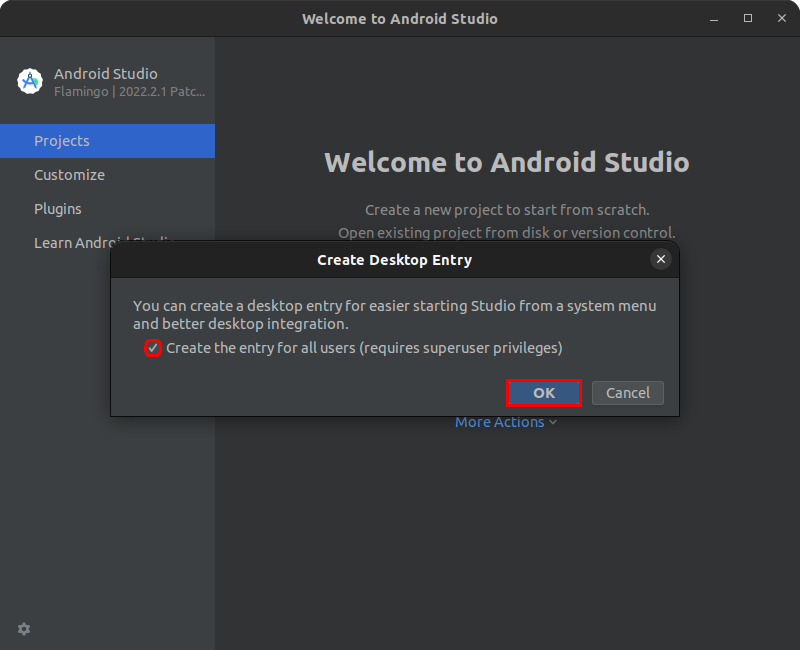 Welcome to Android Studio
Android Studio
Flamingo | 2022.2.1 Patc...
Projects
Customize
Plugins
Learn Android Studio
Welcome to Android Studio
Create a new project to start from scratch.
Open existing project from disk or version control.
Create Desktop Entry
You can create a desktop entry for easier starting Studio from a system menu
and better desktop integration.
Create the entry for all users (requires superuser privileges)
OK
Cancel
More Actions